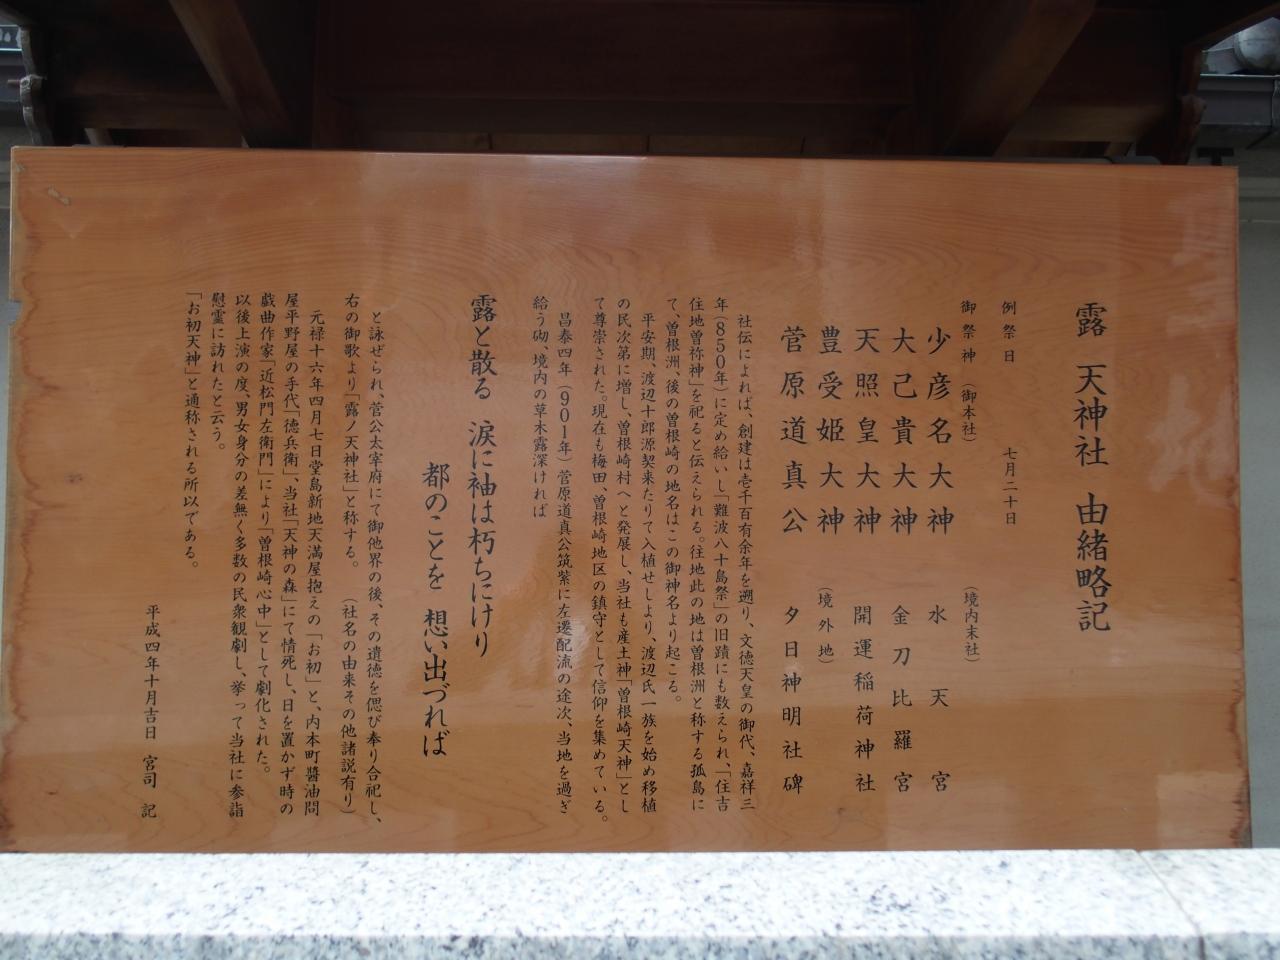 露 天神社 由緒略記
例祭日 七月二十日
御祭神 (御本社)
少彦名大神
大己貴大神
天照皇大神
豊受姫大神
菅原道真公
(境内末社)
水天宮
金刀比羅宮
開運稲荷神社
(境外地)
夕日神明社碑
社伝によれば、創建は壱千百有余年を遡り、文徳天皇の御代、嘉祥三
年(850年)に定め給いし「難波八十島祭」の旧蹟にも数えられ、「住吉
住地曽祢神」を祀ると伝えられる。往地此の地は曽根洲と称する孤島に
て、曽根洲、後の曽根崎の地名はこの御神名より起こる。
平安期、渡辺十郎源契来たりて入植せしより、渡辺氏一族を始め移植
の民次第に増し、曽根崎村へと発展し、当社も産土神「曽根崎天神」とし
て尊崇された。現在も梅田、曽根崎地区の鎮守として信仰を集めている。
昌泰四年(901年)菅原道真公筑紫に左遷配流の途次、当地を過ぎ
給う砌、境内の草木露深ければ
露と散る 涙に袖は朽ちにけり
都のことを 想い出づれば
と詠ぜられ、菅公太宰府にて御他界の後、その遺徳を偲び奉り合祀し、
右の御歌より「露ノ天神社」と称する。 (社名の由来その他諸説有り)
元禄十六年四月七日堂島新地天満屋抱えの「お初」と、内本町醬油問
屋平野屋の手代「徳兵衛」、当社「天神の森」にて情死し、日を置かず時の
戯曲作家「近松門左衛門」により「曽根崎心中」として劇化された。
以後上演の度、男女身分の差無く多数の民衆観劇し、挙って当社に参詣
慰霊に訪れたと云う。
「お初天神」と通称される所以である。
平成四年十月吉日 宮司 記